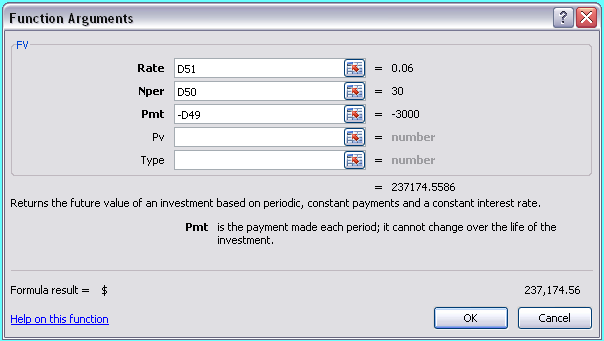 Function Arguments
FV
Rate D51 = 0.06
Nper D50 = 30
Pmt -D49 = -3000
Pv = number
Type = number
= 237174.5586
Returns the future value of an investment based on periodic, constant payments and a constant interest rate.
Pmt is the payment made each period; it cannot change over the life of the
investment.
Formula result = $ 237,174.56
Help on this function OK Cancel